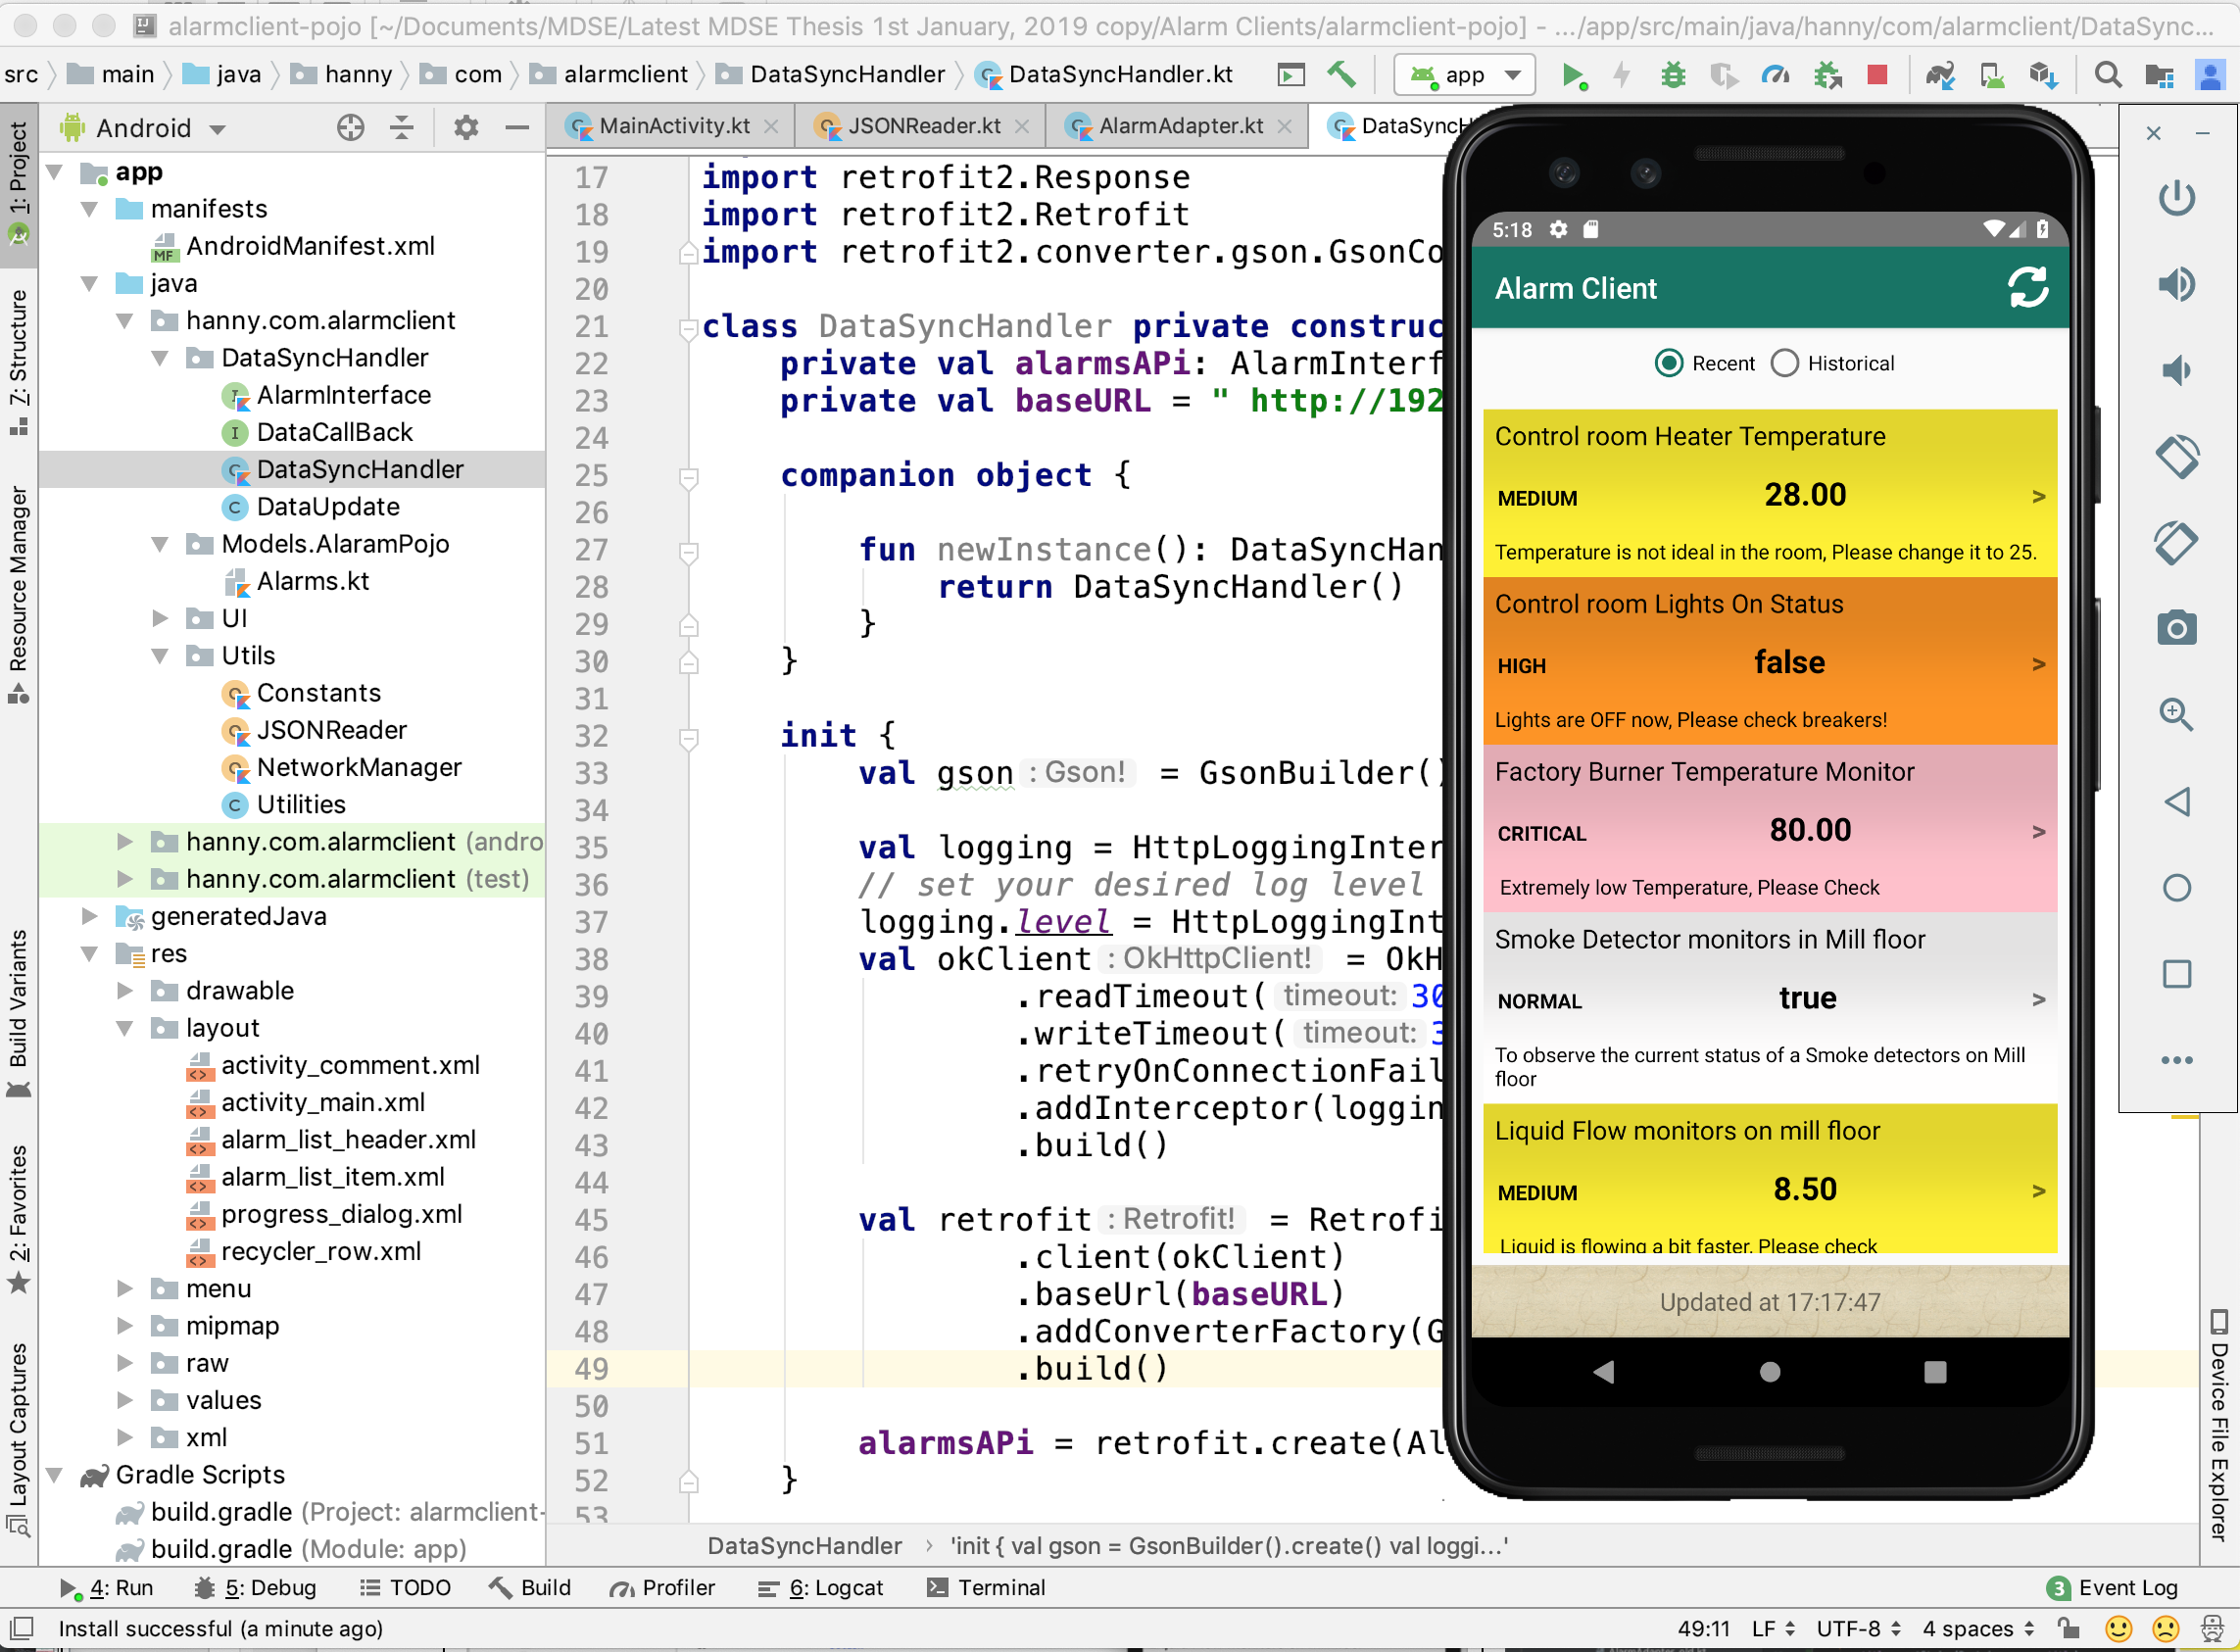 alarmclient-pojo [~/Documents/MDSE/Latest MDSE Thesis 1st January, 2019 copy/Alarm Clients/alarmclient-pojo] - .../app/src/main/java/hanny/com/alarmclient/DataSync...
src main java hanny com alarmclient DataSyncHandler DataSyncHandler.kt app
Android
MainActivity.kt JSONReader.kt AlarmAdapter.kt DataSyncH
1: Project
7: Structure
Resource Manager
Build Variants
2: Favorites
Layout Captures
app
manifests
MF AndroidManifest.xml
java
hanny.com.alarmclient
DataSyncHandler
I AlarmInterface
I DataCallBack
C DataSyncHandler
C DataUpdate
Models.AlaramPojo
Alarms.kt
UI
Utils
Constants
JSONReader
NetworkManager
C Utilities
hanny.com.alarmclient (andro
hanny.com.alarmclient (test)
generatedJava
res
drawable
layout
<> activity_comment.xml
<> activity_main.xml
<> alarm_list_header.xml
<> alarm_list_item.xml
<> progress_dialog.xml
<> recycler_row.xml
menu
mipmap
raw
values
xml
Gradle Scripts
build.gradle (Project: alarmclient-
build.gradle (Module: app)
17 import retrofit2.Response
18 import retrofit2.Retrofit
19 import retrofit2.converter.gson.GsonCo
20
21 class DataSyncHandler private construc
22 private val alarmsAPi: AlarmInterf
23 private val baseURL = " http://192
24
25 companion object {
26
27 fun newInstance(): DataSyncHan
28 return DataSyncHandler()
29 }
30 }
31
32 init {
33 val gson : Gson! = GsonBuilder()
34
35 val logging = HttpLoggingInter
36 // set your desired log level
37 logging.level = HttpLoggingInt
38 val okClient : OkHttpClient! = OkH
39 .readTimeout( timeout: 30
40 .writeTimeout( timeout: 3
41 .retryOnConnectionFail
42 .addInterceptor(loggin
43 .build()
44
45 val retrofit : Retrofit! = Retrofi
46 .client(okClient)
47 .baseUrl(baseURL)
48 .addConverterFactory(G
49 .build()
50
51 alarmsAPi = retrofit.create(Al
52 }
53
DataSyncHandler › 'init { val gson = GsonBuilder().create() val loggi...'
5:18
Alarm Client
Recent Historical
Control room Heater Temperature
MEDIUM 28.00 >
Temperature is not ideal in the room, Please change it to 25.
Control room Lights On Status
HIGH false >
Lights are OFF now, Please check breakers!
Factory Burner Temperature Monitor
CRITICAL 80.00 >
Extremely low Temperature, Please Check
Smoke Detector monitors in Mill floor
NORMAL true >
To observe the current status of a Smoke detectors on Mill
floor
Liquid Flow monitors on mill floor
MEDIUM 8.50 >
Liquid is flowing a bit faster, Please check
Updated at 17:17:47
Device File Explorer
4: Run 5: Debug TODO Build Profiler 6: Logcat Terminal 3 Event Log
Install successful (a minute ago) 49:11 LF UTF-8 4 spaces